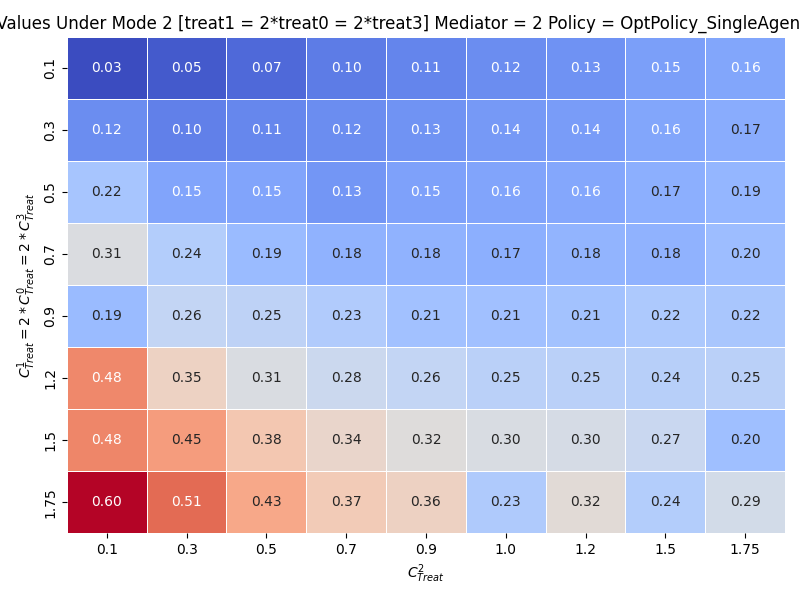 Values Under Mode 2 [treat1 = 2*treat0 = 2*treat3] Mediator = 2 Policy = OptPolicy_SingleAgen
0.1 0.03 0.05 0.07 0.10 0.11 0.12 0.13 0.15 0.16
0.3 0.12 0.10 0.11 0.12 0.13 0.14 0.14 0.16 0.17
0.5 0.22 0.15 0.15 0.13 0.15 0.16 0.16 0.17 0.19
0.7 0.31 0.24 0.19 0.18 0.18 0.17 0.18 0.18 0.20
0.9 0.19 0.26 0.25 0.23 0.21 0.21 0.21 0.22 0.22
1.2 0.48 0.35 0.31 0.28 0.26 0.25 0.25 0.24 0.25
1.5 0.48 0.45 0.38 0.34 0.32 0.30 0.30 0.27 0.20
1.75 0.60 0.51 0.43 0.37 0.36 0.23 0.32 0.24 0.29
0.1 0.3 0.5 0.7 0.9 1.0 1.2 1.5 1.75
C^1_Treat = 2 * C^0_Treat = 2 * C^3_Treat
C^2_Treat